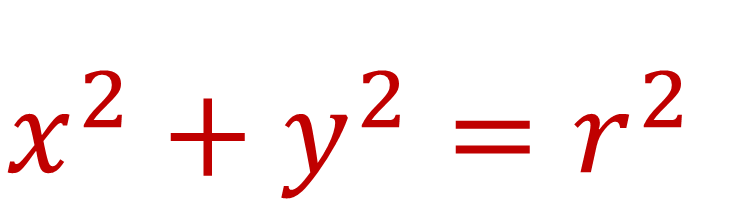 x² + y² = r²